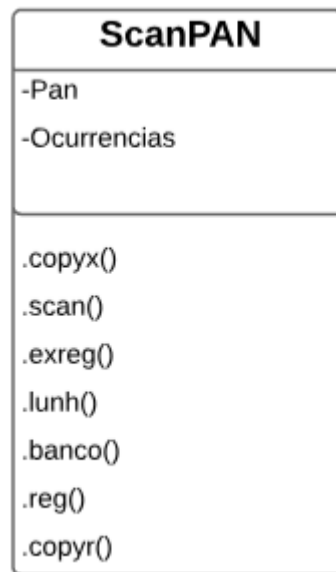 ScanPAN
-Pan
-Ocurrencias
.copyx()
.scan()
.exreg()
.lunh()
.banco()
.reg()
.copyr()